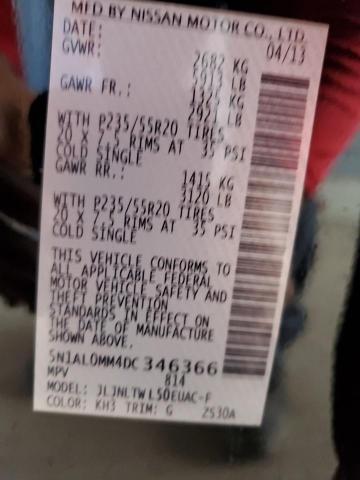 MFD BY NISSAN MOTOR CO., LTD.
DATE: 04/13
GVWR: 2682 KG
5913 LB
GAWR FR.: 1325 KG
2921 LB
WITH P235/55R20 TIRES
20 X 7.5 RIMS AT 35 PSI
COLD SINGLE
GAWR RR.: 1415 KG
3120 LB
WITH P235/55R20 TIRES
20 X 7.5 RIMS AT 35 PSI
COLD SINGLE
THIS VEHICLE CONFORMS TO
ALL APPLICABLE FEDERAL
MOTOR VEHICLE SAFETY AND
THEFT PREVENTION
STANDARDS IN EFFECT ON
THE DATE OF MANUFACTURE
SHOWN ABOVE.
5N1AL0MM4DC346366
MPV 814
MODEL: JLJNLTWL50EUAC-F
COLOR: KH3 TRIM: G 2530A